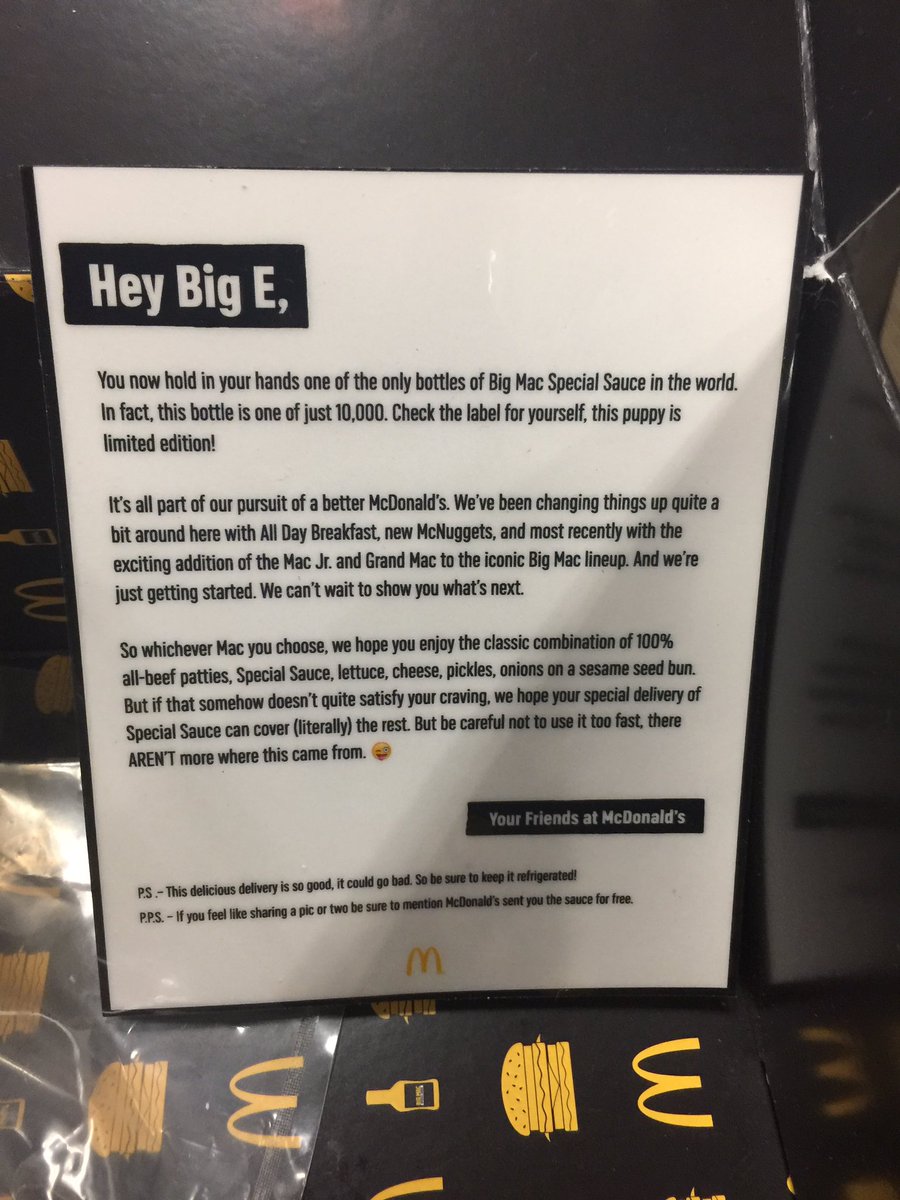 Hey Big E,
You now hold in your hands one of the only bottles of Big Mac Special Sauce in the world.
In fact, this bottle is one of just 10,000. Check the label for yourself, this puppy is
limited edition!
It's all part of our pursuit of a better McDonald's. We've been changing things up quite a
bit around here with All Day Breakfast, new McNuggets, and most recently with the
exciting addition of the Mac Jr. and Grand Mac to the iconic Big Mac lineup. And we're
just getting started. We can't wait to show you what's next.
So whichever Mac you choose, we hope you enjoy the classic combination of 100%
all-beef patties, Special Sauce, lettuce, cheese, pickles, onions on a sesame seed bun.
But if that somehow doesn't quite satisfy your craving, we hope your special delivery of
Special Sauce can cover (literally) the rest. But be careful not to use it too fast, there
AREN'T more where this came from. 😜
Your Friends at McDonald's
P.S .– This delicious delivery is so good, it could go bad. So be sure to keep it refrigerated!
P.P.S. – If you feel like sharing a pic or two be sure to mention McDonald's sent you the sauce for free.